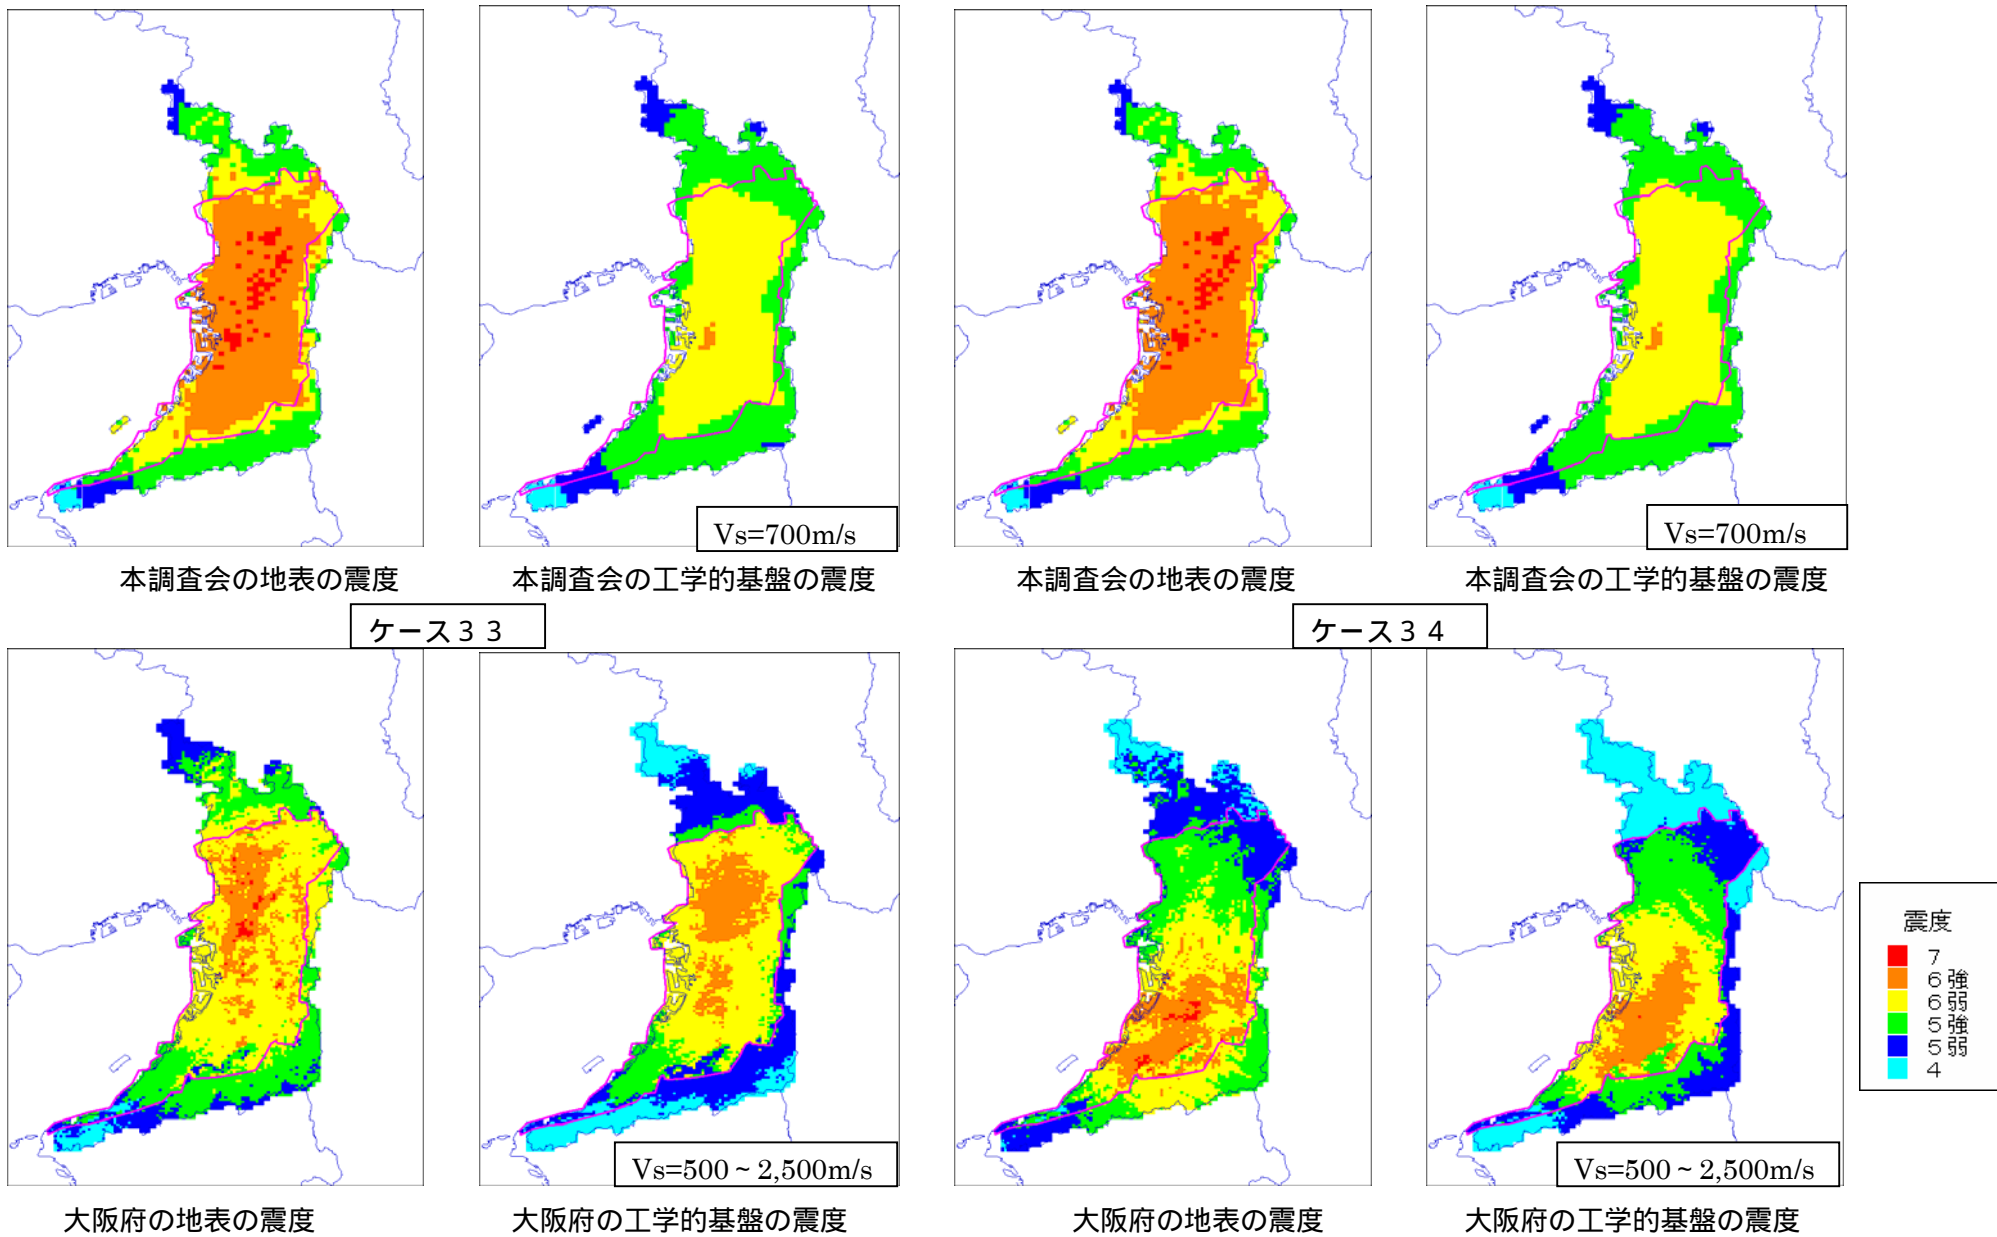 Vs=700m/s
Vs=700m/s
本調査会の地表の震度
本調査会の工学的基盤の震度
本調査会の地表の震度
本調査会の工学的基盤の震度
ケース３３
ケース３４
震度
7
6強
6弱
5強
5弱
4
Vs=500～2,500m/s
Vs=500～2,500m/s
大阪府の地表の震度
大阪府の工学的基盤の震度
大阪府の地表の震度
大阪府の工学的基盤の震度